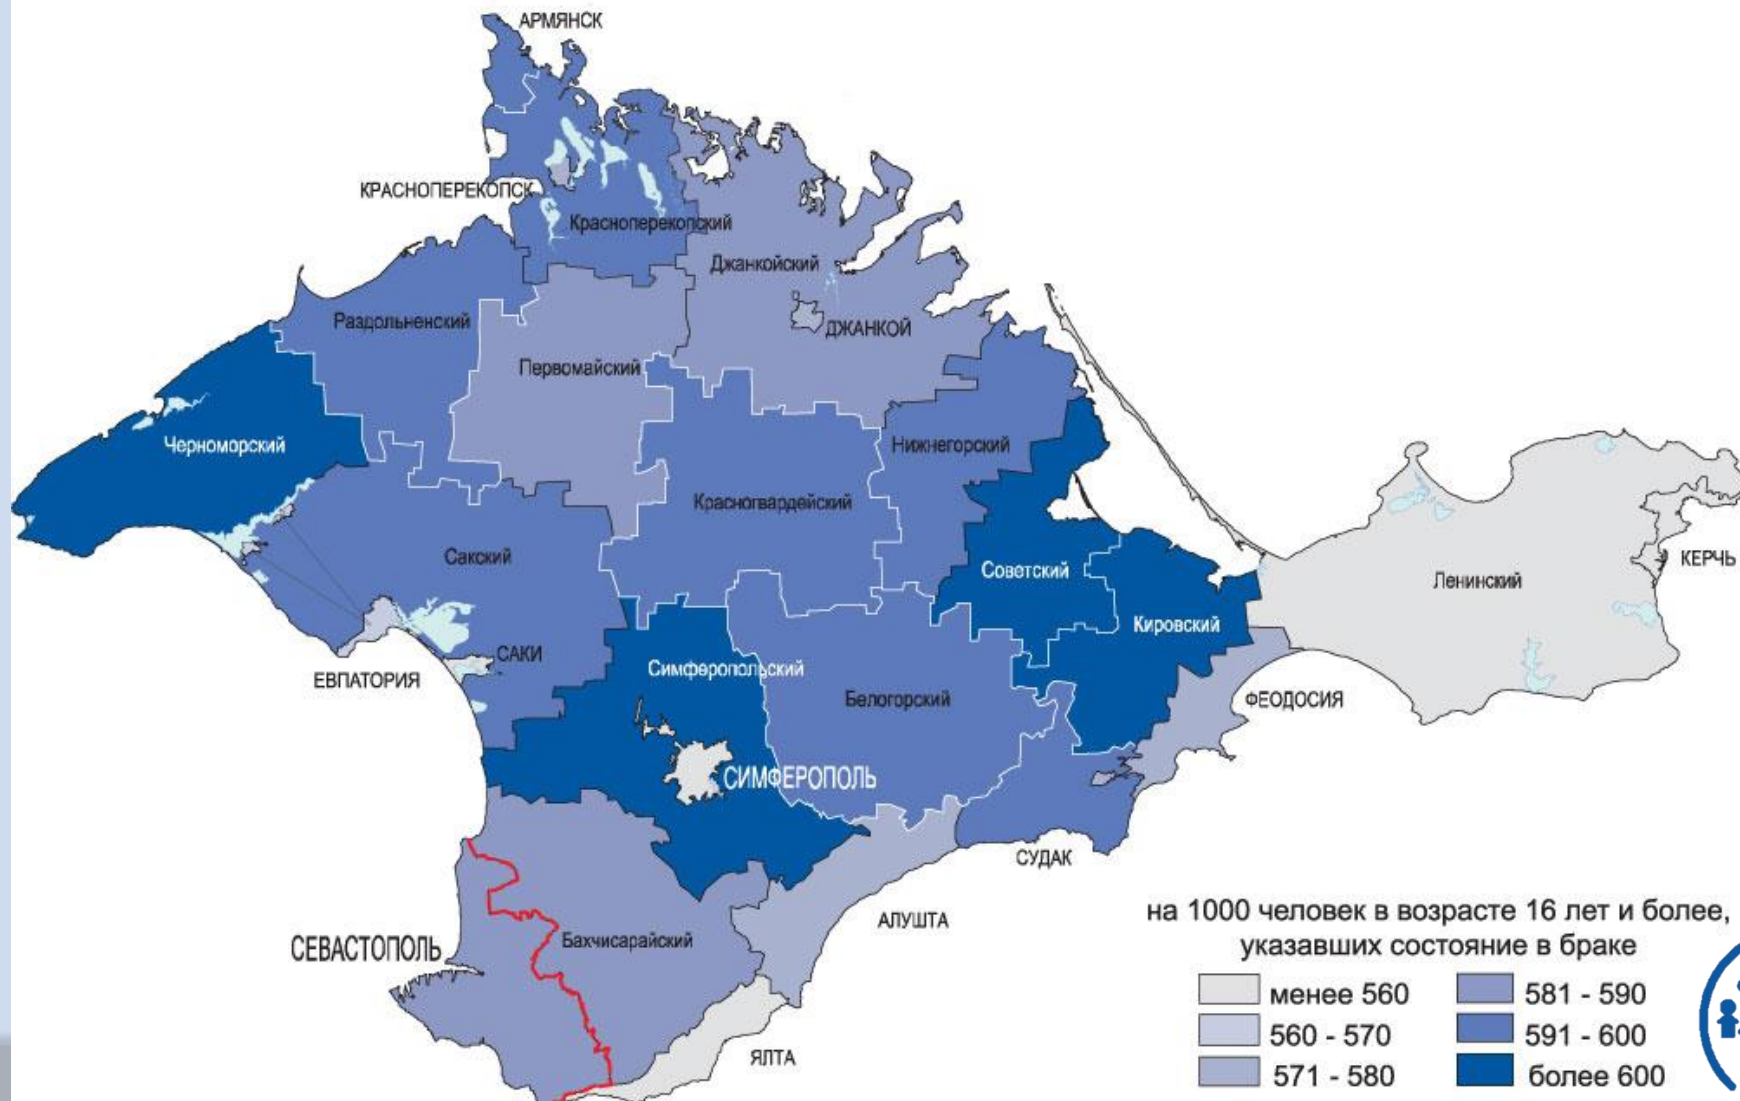 АРМЯНСК
КРАСНОПЕРЕКОПСК
Красноперекопский
Джанкойский
Раздольненский
ДЖАНКОЙ
Первомайский
Черноморский
Нижнегорский
Красногвардейский
Сакский
Советский
Ленинский
КЕРЧЬ
Кировский
САКИ
ЕВПАТОРИЯ
Симферопольский
Белогорский
ФЕОДОСИЯ
СИМФЕРОПОЛЬ
СУДАК
АЛУШТА
СЕВАСТОПОЛЬ
Бахчисарайский
ЯЛТА
на 1000 человек в возрасте 16 лет и более,
указавших состояние в браке
менее 560
581 - 590
560 - 570
591 - 600
571 - 580
более 600